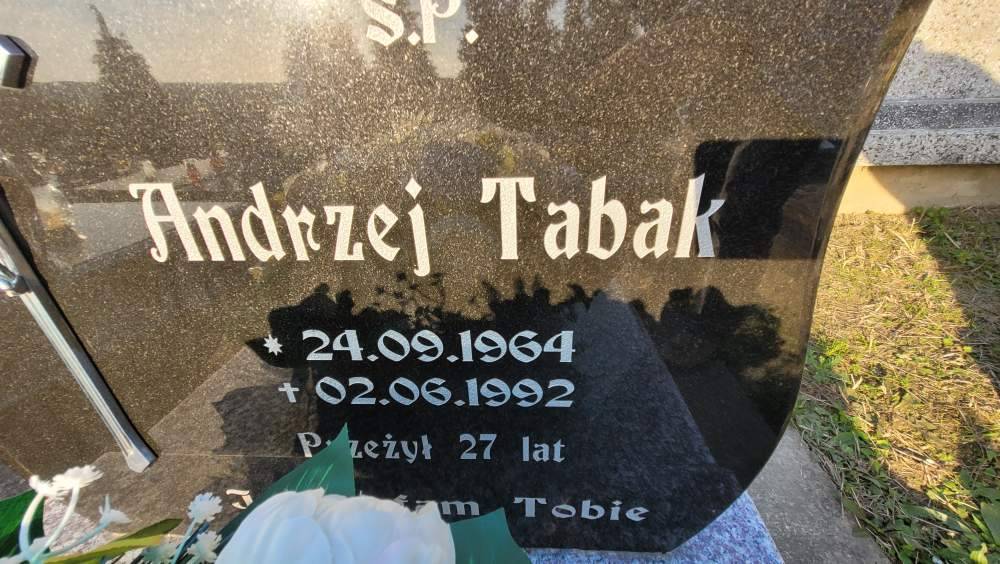 Ś.P.
Andrzej Tabak
* 24.09.1964
† 02.06.1992
Przeżył 27 lat
Tobie